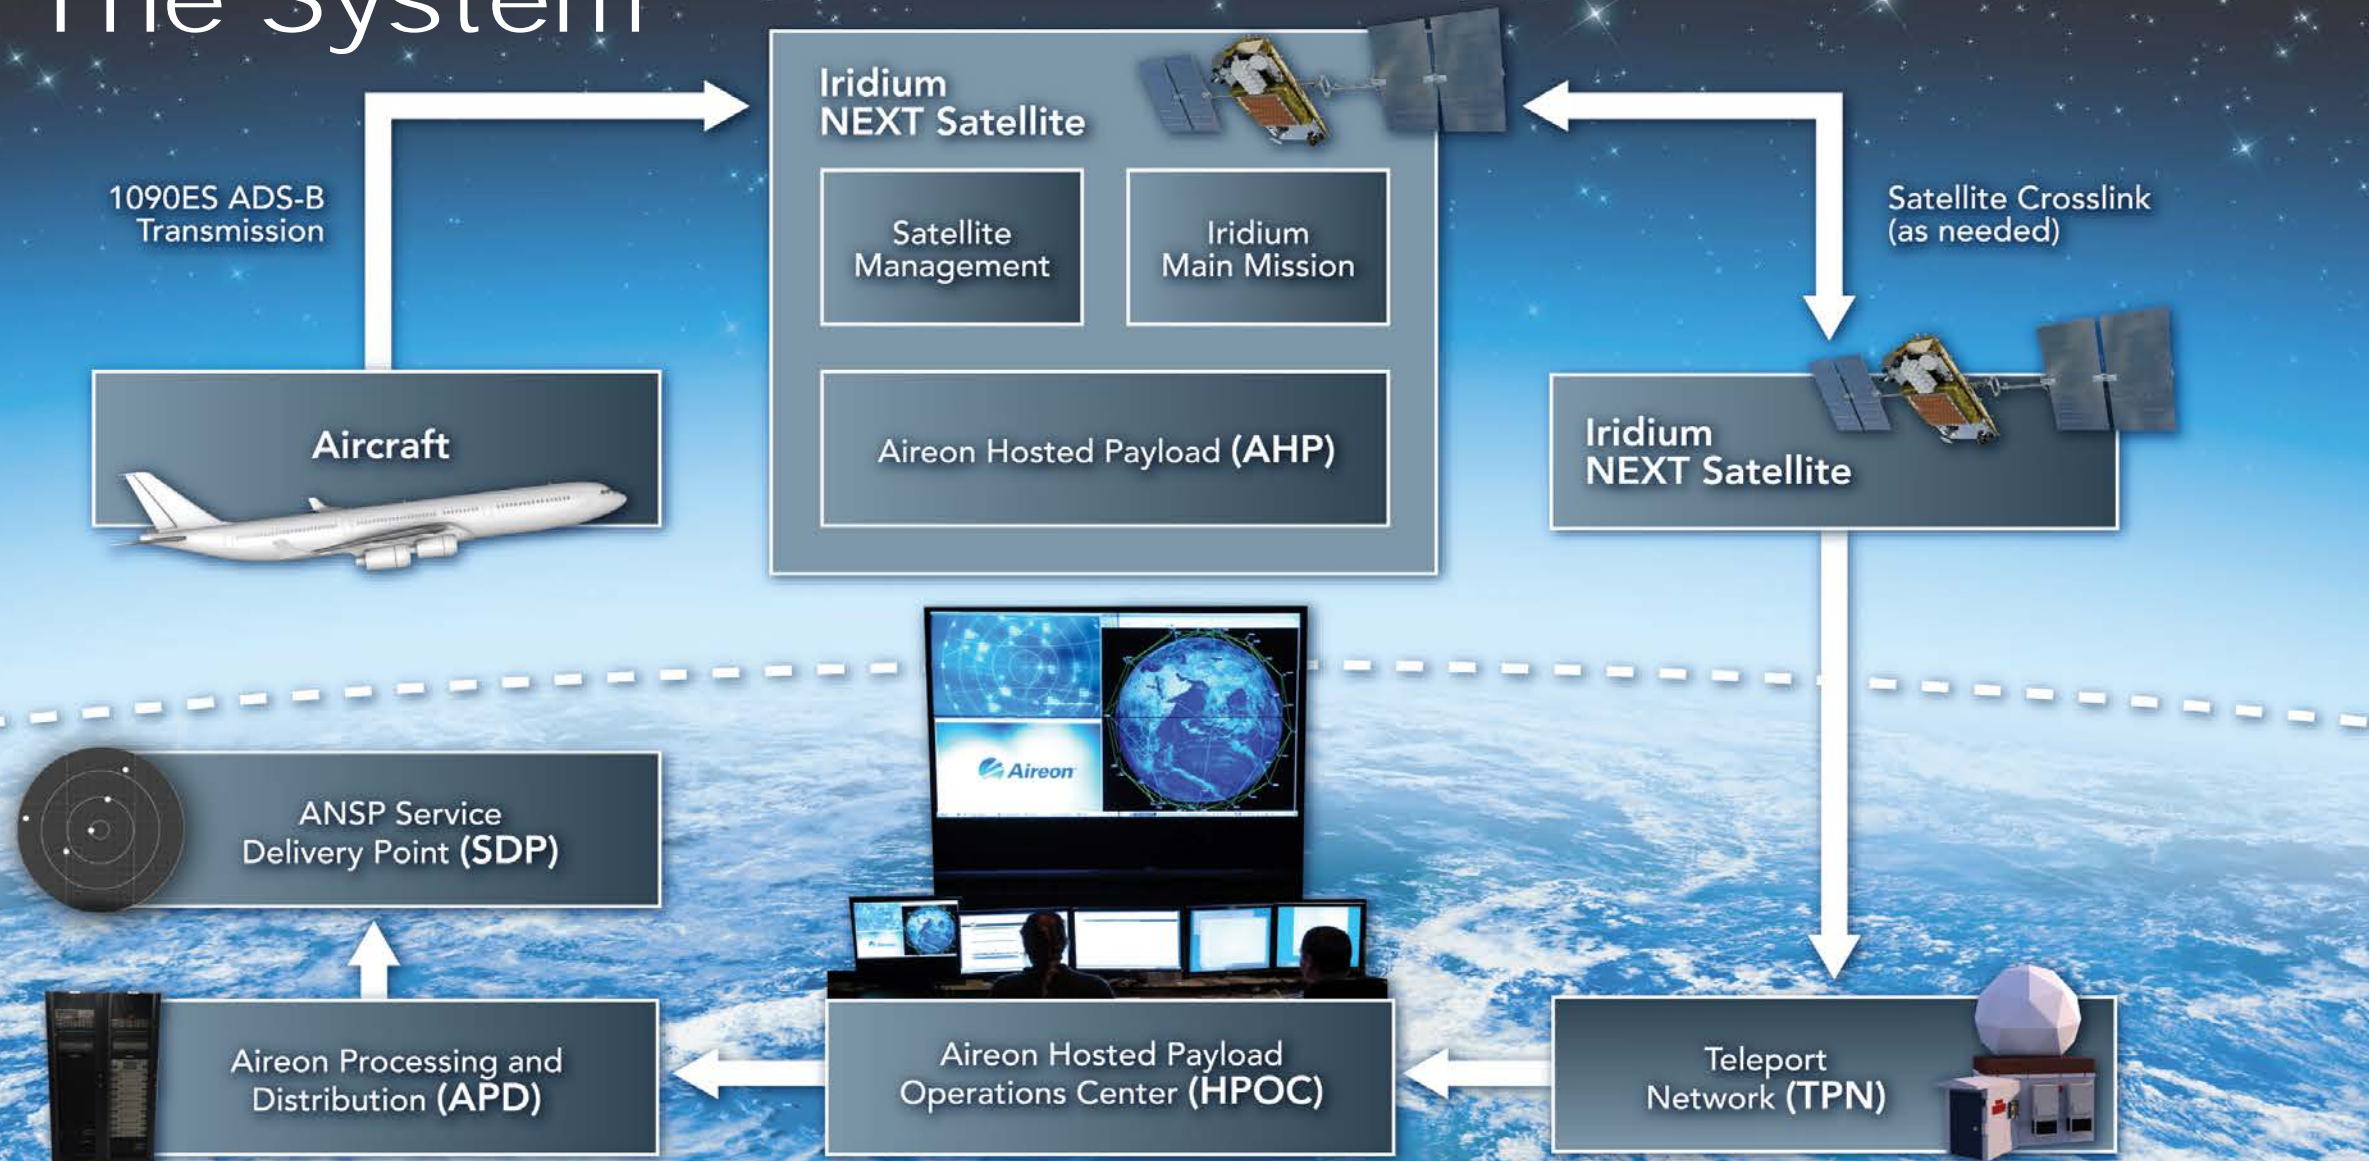 The System
Iridium
NEXT Satellite
1090ES ADS-B
Transmission
Satellite
Management
Iridium
Main Mission
Satellite Crosslink
(as needed)
Aircraft
Aireon Hosted Payload (AHP)
Iridium
NEXT Satellite
Aireon
ANSP Service
Delivery Point (SDP)
Aireon Processing and
Distribution (APD)
Aireon Hosted Payload
Operations Center (HPOC)
Teleport
Network (TPN)